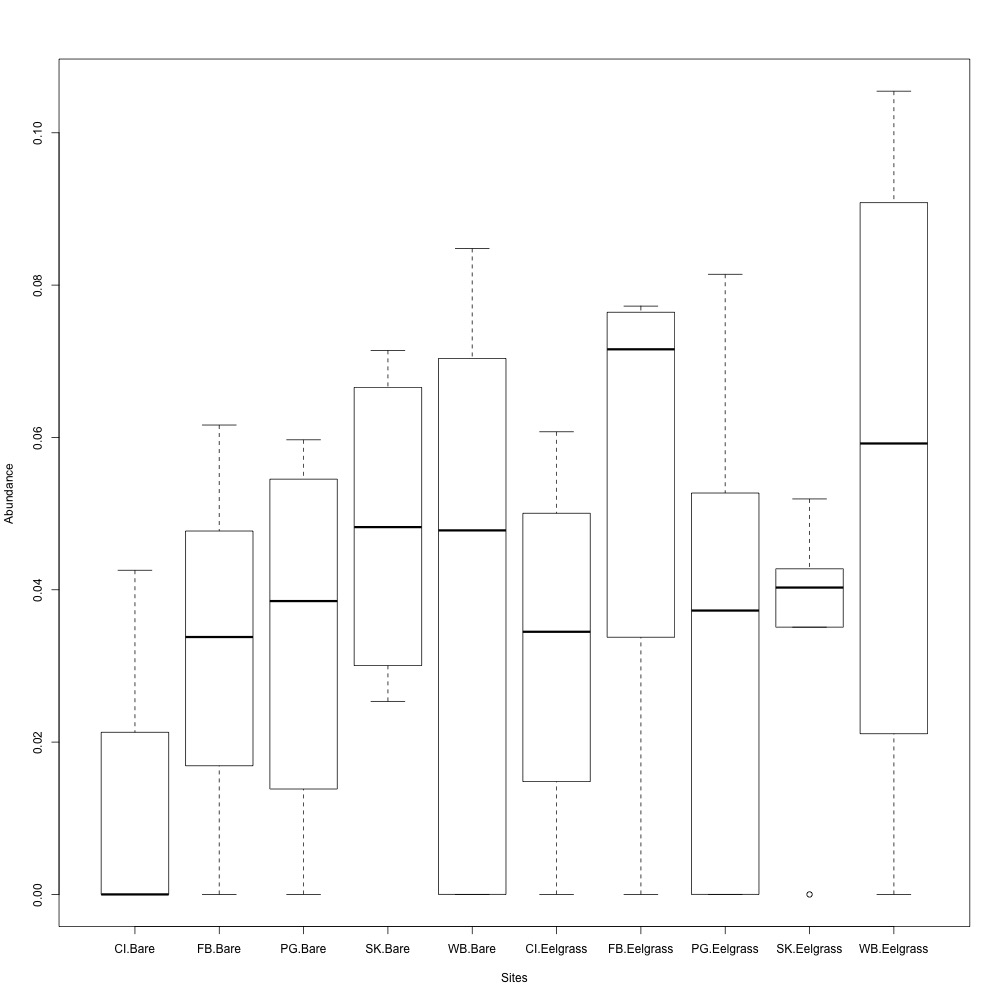 Abundance
0.10
0.08
0.06
0.04
0.02
0.00
CI.Bare FB.Bare PG.Bare SK.Bare WB.Bare CI.Eelgrass FB.Eelgrass PG.Eelgrass SK.Eelgrass WB.Eelgrass
Sites